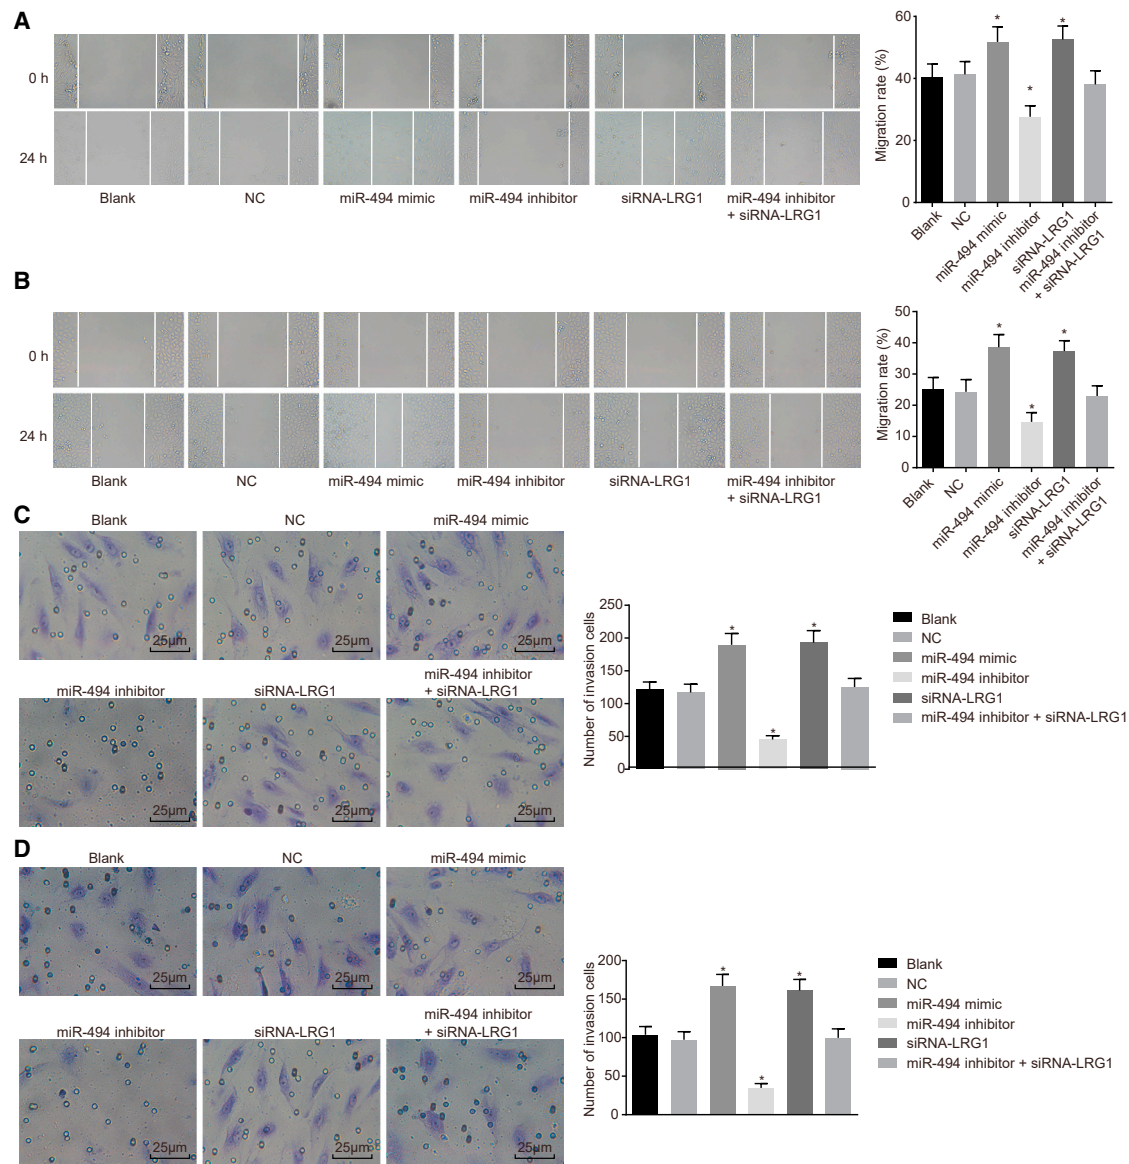 A
0 h
24 h
Blank
NC
miR-494 mimic
miR-494 inhibitor
siRNA-LRG1
miR-494 inhibitor
+ siRNA-LRG1
Migration rate (%)
60
40
20
0
*
*
*
Blank
NC
miR-494 mimic
miR-494 inhibitor
siRNA-LRG1
miR-494 inhibitor
+ siRNA-LRG1
B
0 h
24 h
Blank
NC
miR-494 mimic
miR-494 inhibitor
siRNA-LRG1
miR-494 inhibitor
+ siRNA-LRG1
Migration rate (%)
50
40
30
20
10
0
*
*
*
Blank
NC
miR-494 mimic
miR-494 inhibitor
siRNA-LRG1
miR-494 inhibitor
+ siRNA-LRG1
C
Blank
NC
miR-494 mimic
25µm
25µm
25µm
miR-494 inhibitor
siRNA-LRG1
miR-494 inhibitor
+ siRNA-LRG1
25µm
25µm
25µm
Number of invasion cells
250
200
150
100
50
0
*
*
*
Blank
NC
miR-494 mimic
miR-494 inhibitor
siRNA-LRG1
miR-494 inhibitor + siRNA-LRG1
D
Blank
NC
miR-494 mimic
25µm
25µm
25µm
miR-494 inhibitor
siRNA-LRG1
miR-494 inhibitor
+ siRNA-LRG1
25µm
25µm
25µm
Number of invasion cells
200
150
100
50
0
*
*
*
Blank
NC
miR-494 mimic
miR-494 inhibitor
siRNA-LRG1
miR-494 inhibitor + siRNA-LRG1